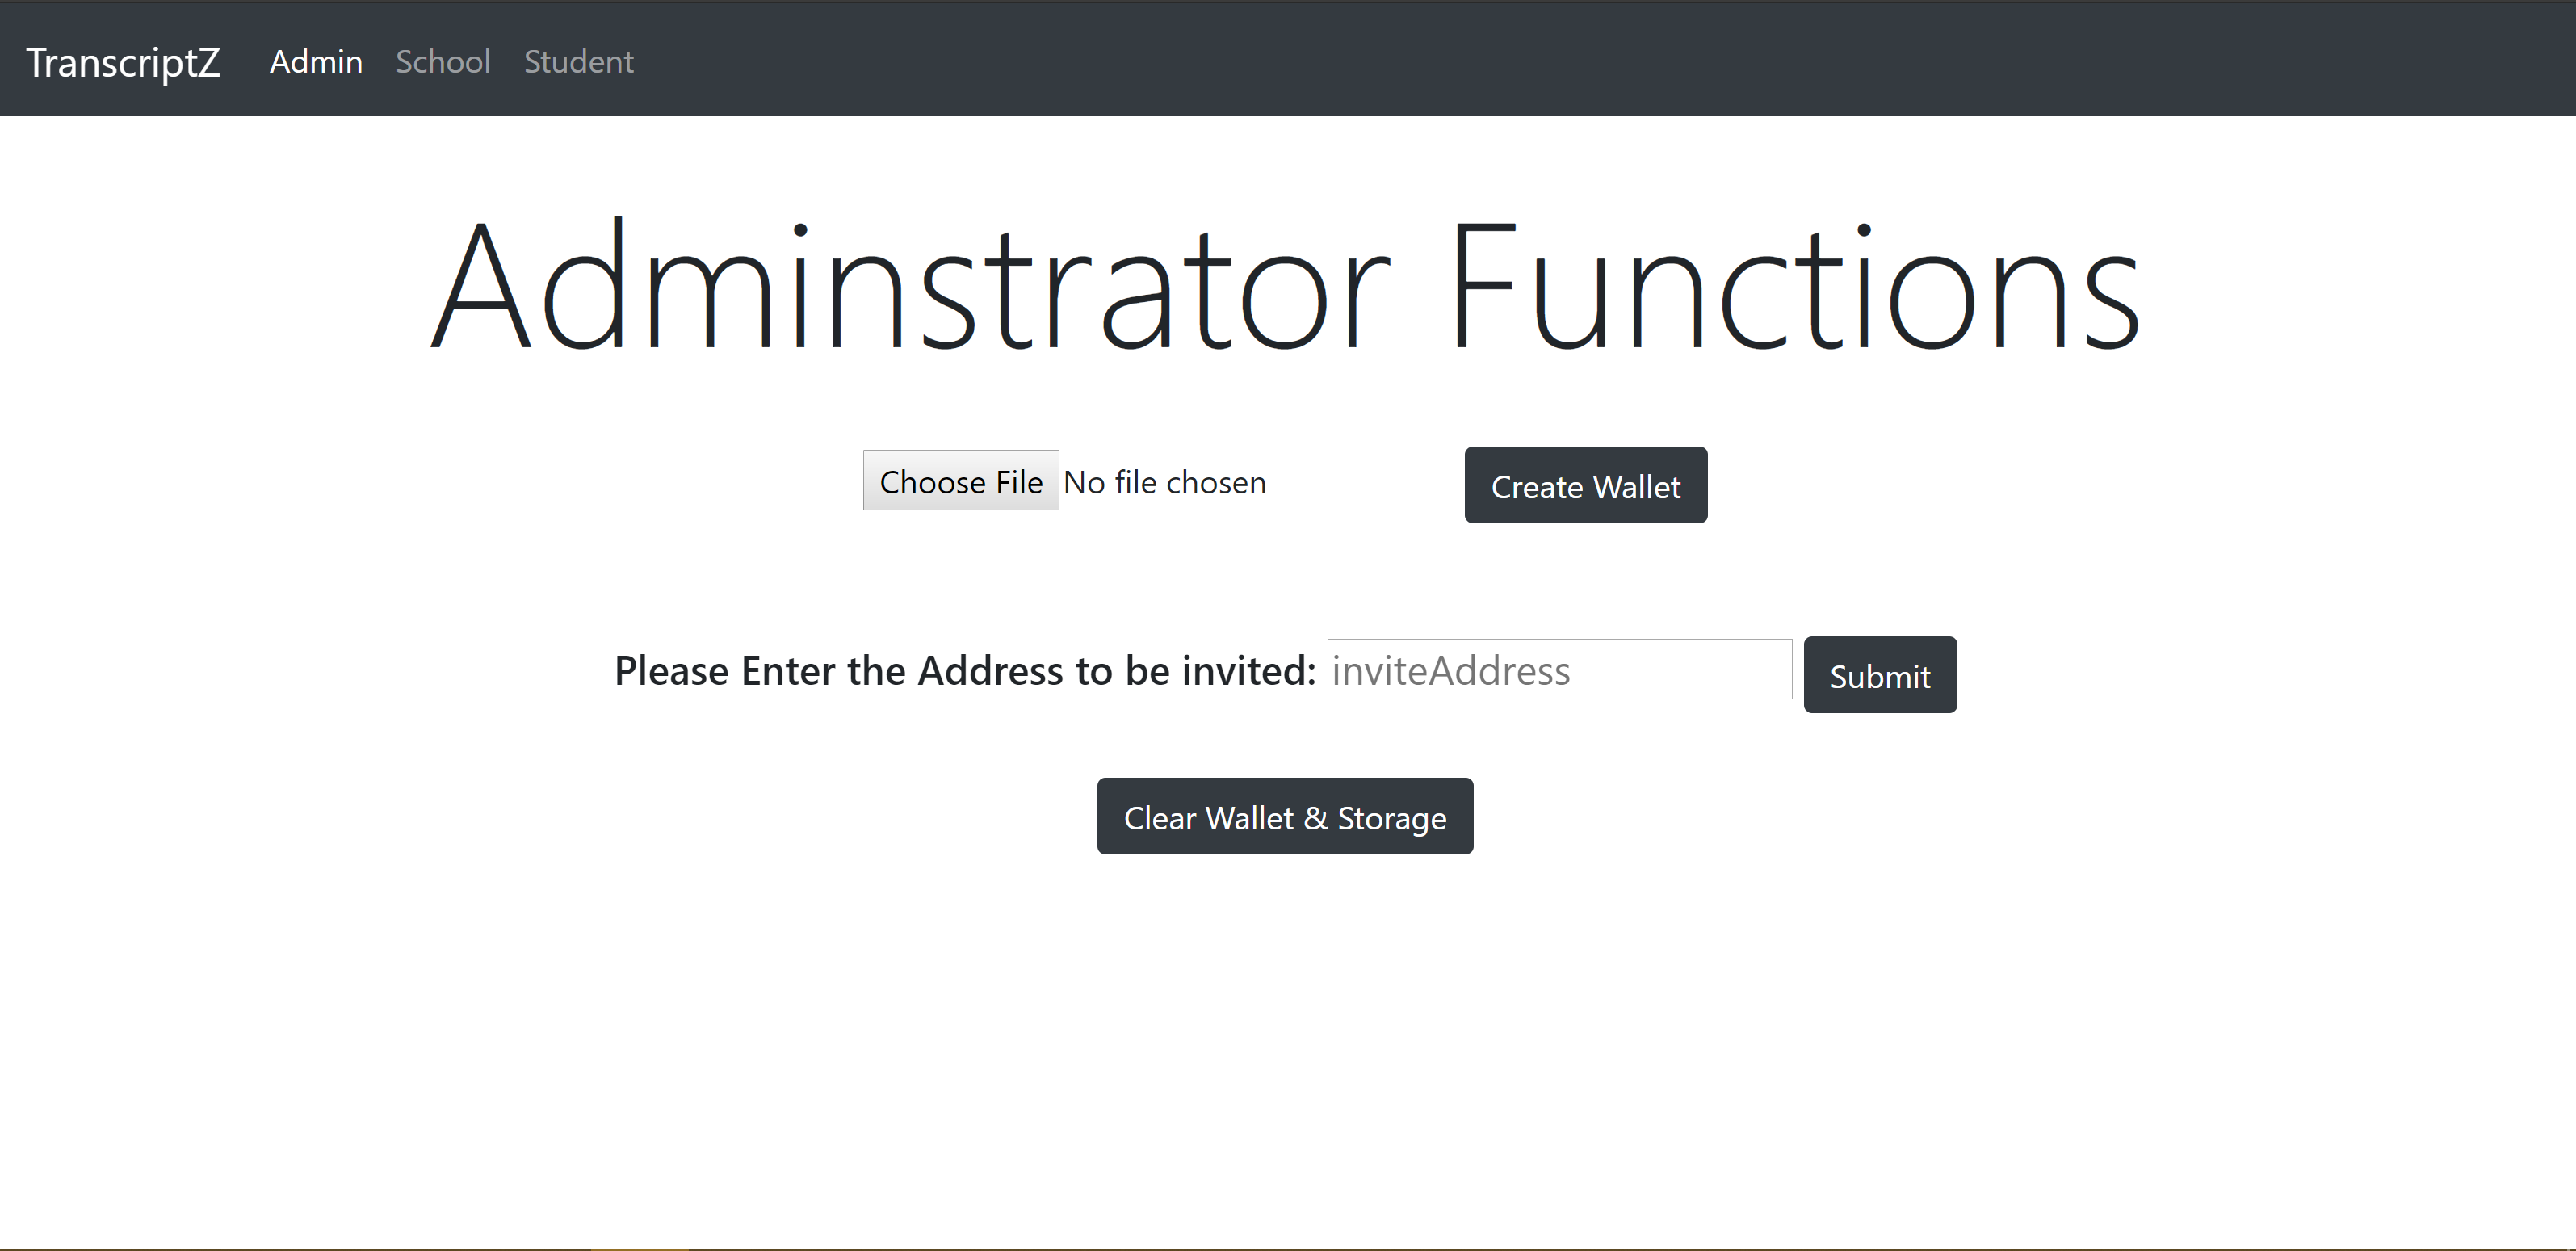 TranscriptZ Admin School Student
Adminstrator Functions
Choose File No file chosen Create Wallet
Please Enter the Address to be invited: inviteAddress Submit
Clear Wallet & Storage